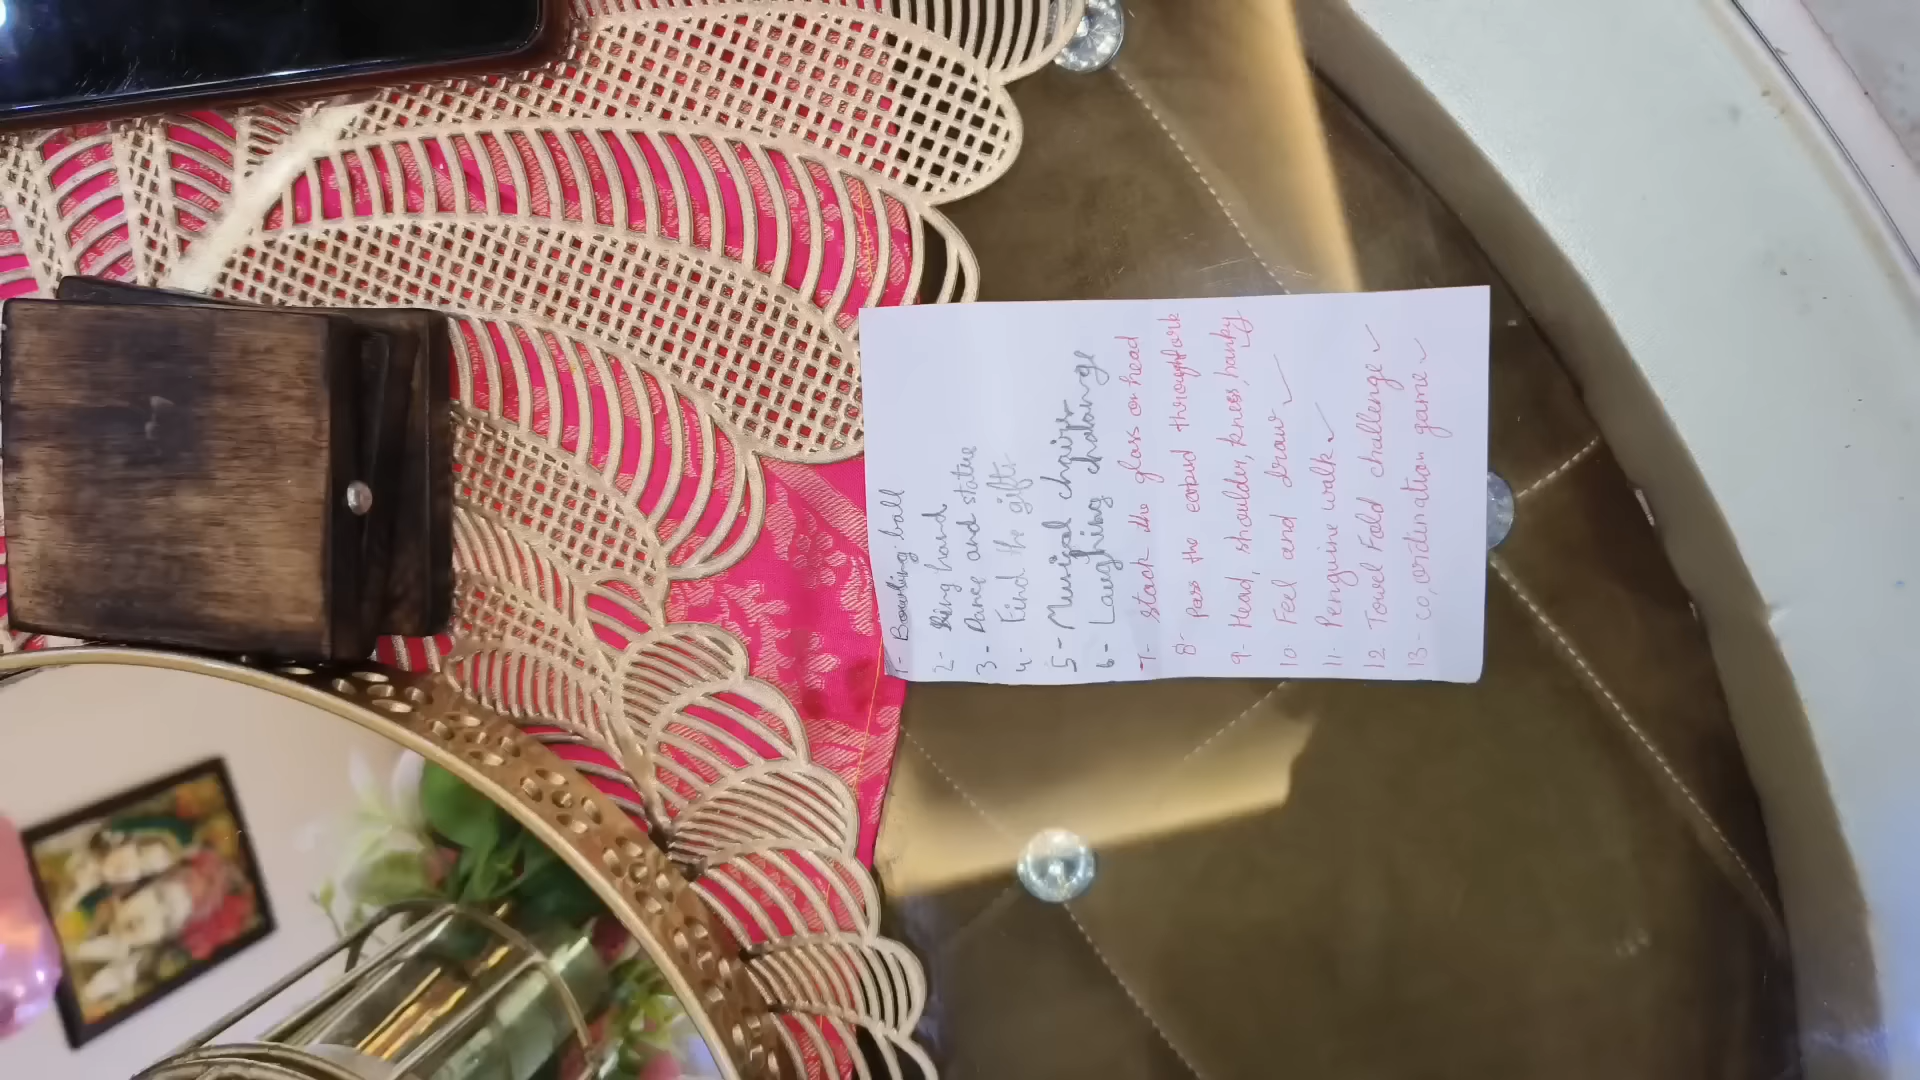 1- Bowling ball
2- Ring hand
3- Dance and statue
4- Find the gifts
5- Musical chairs
6- Laughing chalange
7- Stack the glass on head
8- Pass the earbud through fork
9- Head, shoulder, knees, hanky
10- Feel and draw ✓
11- Penguine walk ✓
12 Towel Fold challenge ✓
13- co,ordination game ✓